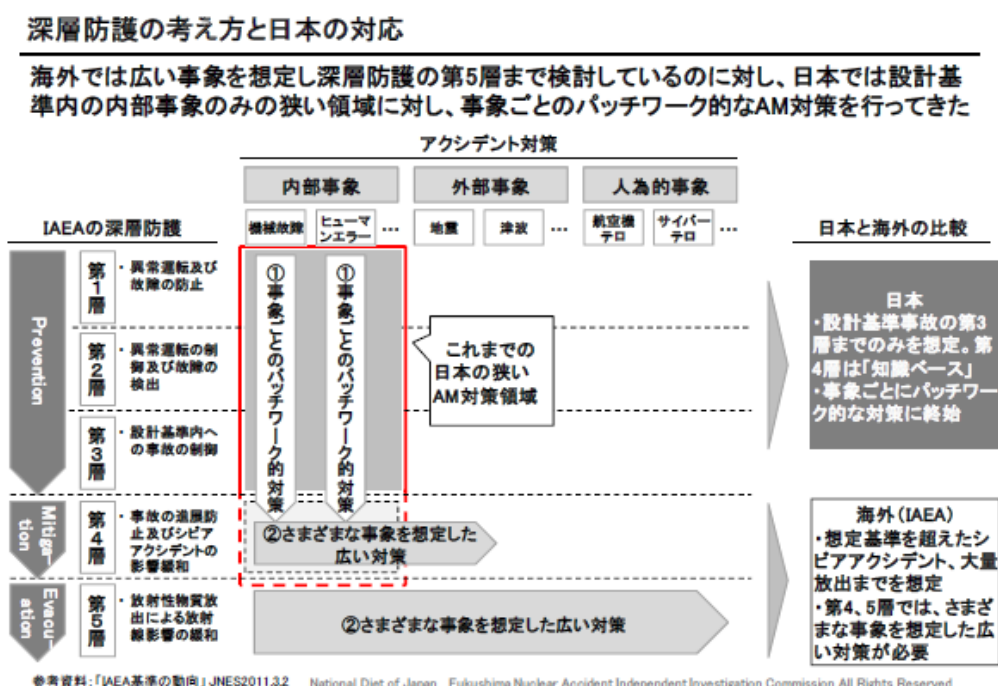 深層防護の考え方と日本の対応
海外では広い事象を想定し深層防護の第5層まで検討しているのに対し、日本では設計基
準内の内部事象のみの狭い領域に対し、事象ごとのパッチワーク的なAM対策を行ってきた
アクシデント対策
内部事象
外部事象
人為的事象
機械故障
ヒューマ
ンエラー
…
地震
津波
…
航空機
テロ
サイバー
テロ
…
IAEAの深層防護
日本と海外の比較
Prevention
第1層
・異常運転及び
故障の防止
第2層
・異常運転の制
御及び故障の
検出
第3層
・設計基準内へ
の事故の制御
①事象ごとのパッチワーク的対策
①事象ごとのパッチワーク的対策
これまでの
日本の狭い
AM対策領域
日本
・設計基準事故の第3
層までのみを想定。第
4層は「知識ベース」
・事象ごとにパッチワー
ク的な対策に終始
Mitiga-
tion
第4層
・事故の進展防
止及びシビア
アクシデントの
影響緩和
②さまざまな事象を想定した
広い対策
Evacu-
ation
第5層
・放射性物質放
出による放射
線影響の緩和
②さまざまな事象を想定した広い対策
海外(IAEA)
・想定基準を超えたシ
ビアアクシデント、大量
放出までを想定
・第4、5層では、さまざ
まな事象を想定した広
い対策が必要
参考資料:「IAEA基準の動向」JNES2011.3.2
National Diet of Japan Fukushima Nuclear Accident Independent Investigation Commission All Rights Reserved